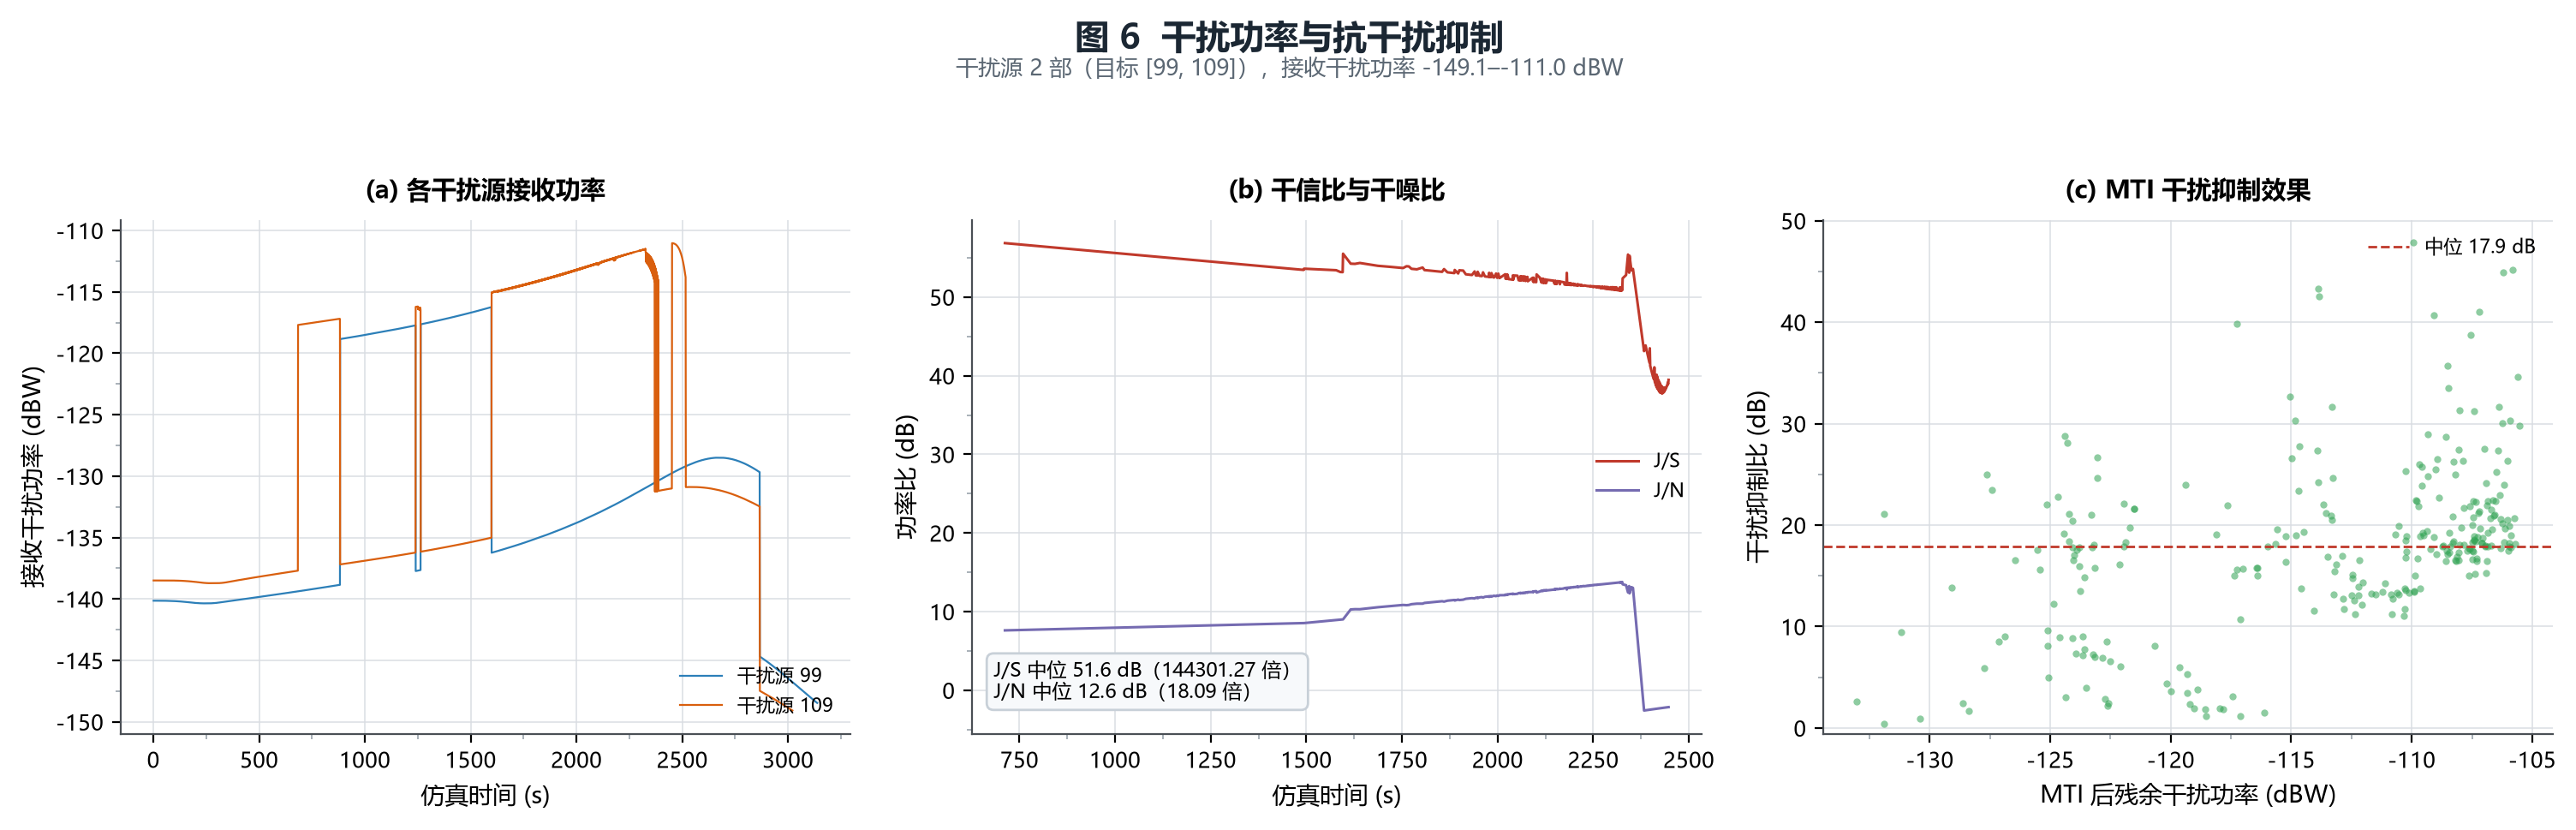 图 6 干扰功率与抗干扰抑制
干扰源 2 部（目标 [99, 109]），接收干扰功率 -149.1–-111.0 dBW
(a) 各干扰源接收功率
接收干扰功率 (dBW)
-110
-115
-120
-125
-130
-135
-140
-145
-150
干扰源 99
干扰源 109
0 500 1000 1500 2000 2500 3000
仿真时间 (s)
(b) 干信比与干噪比
功率比 (dB)
50
40
30
20
10
0
J/S
J/N
J/S 中位 51.6 dB（144301.27 倍）
J/N 中位 12.6 dB（18.09 倍）
750 1000 1250 1500 1750 2000 2250 2500
仿真时间 (s)
(c) MTI 干扰抑制效果
干扰抑制比 (dB)
50
40
30
20
10
0
中位 17.9 dB
-130 -125 -120 -115 -110 -105
MTI 后残余干扰功率 (dBW)